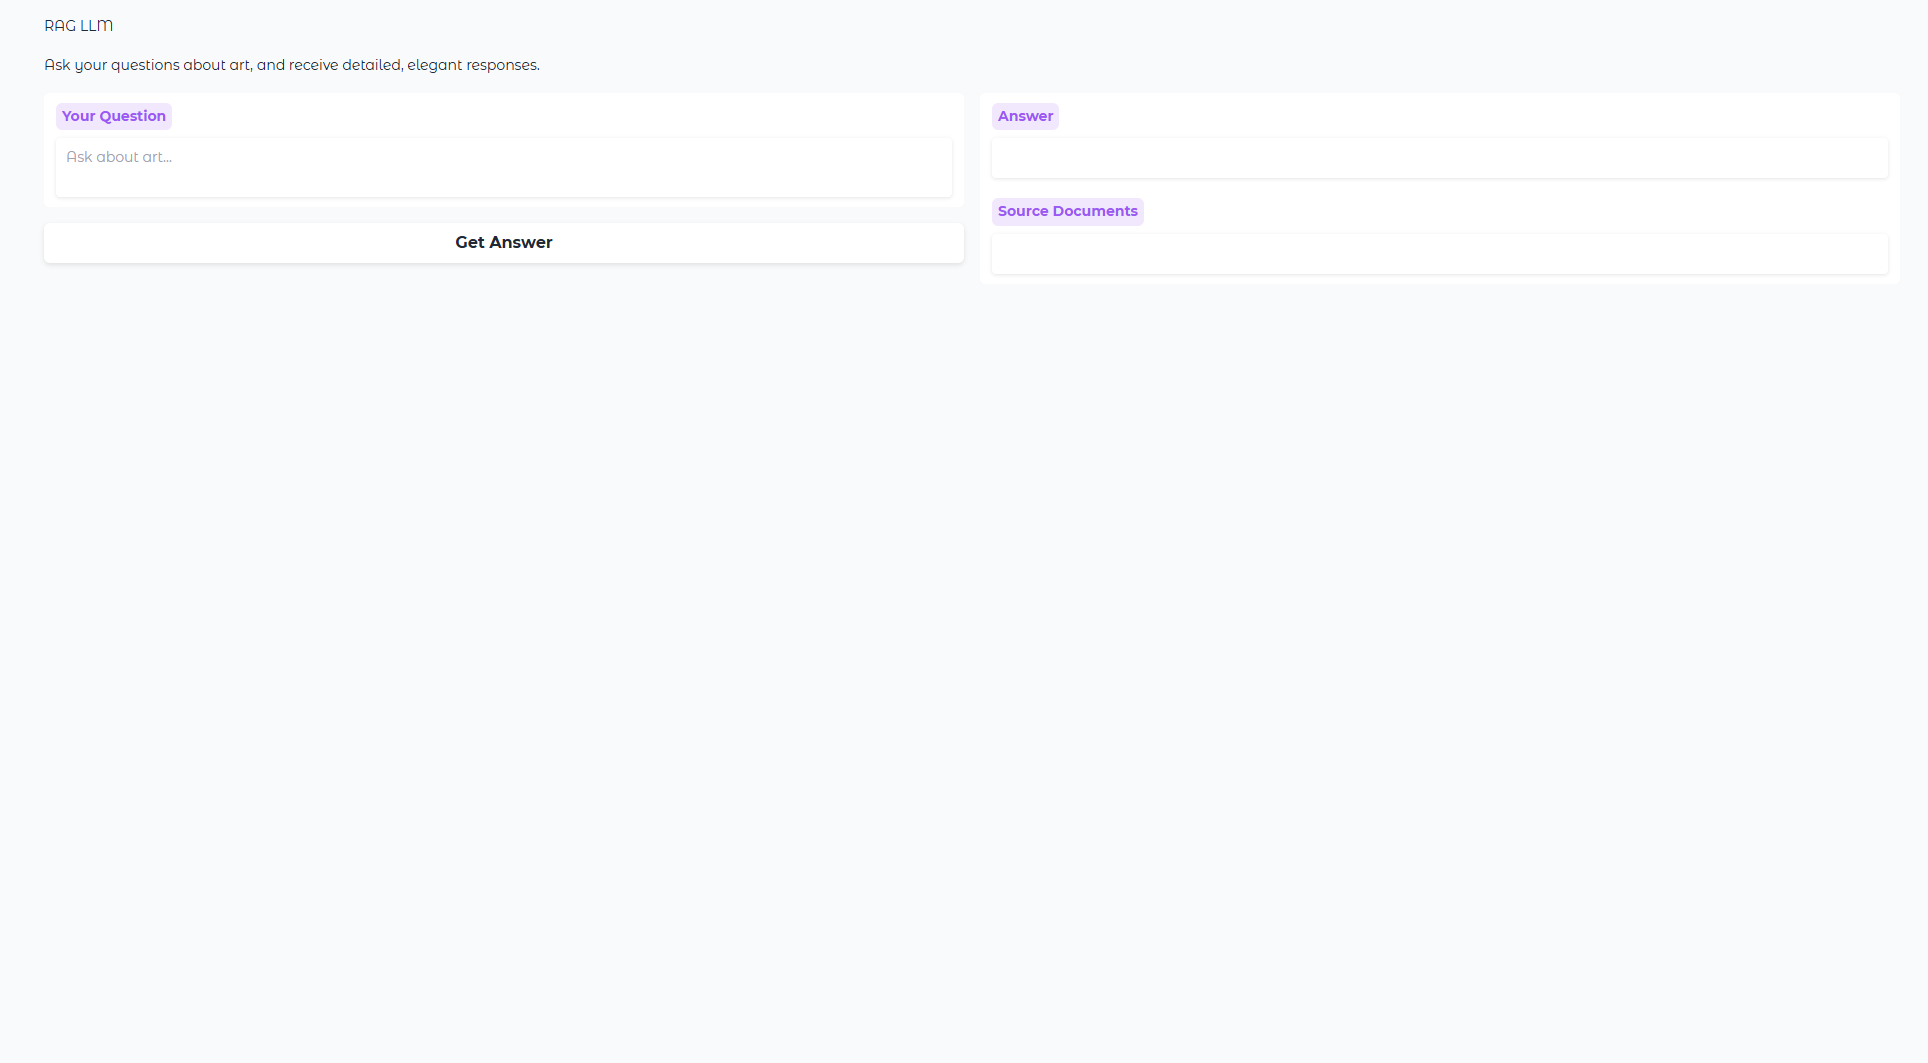 RAG LLM
Ask your questions about art, and receive detailed, elegant responses.
Your Question
Ask about art...
Get Answer
Answer
Source Documents